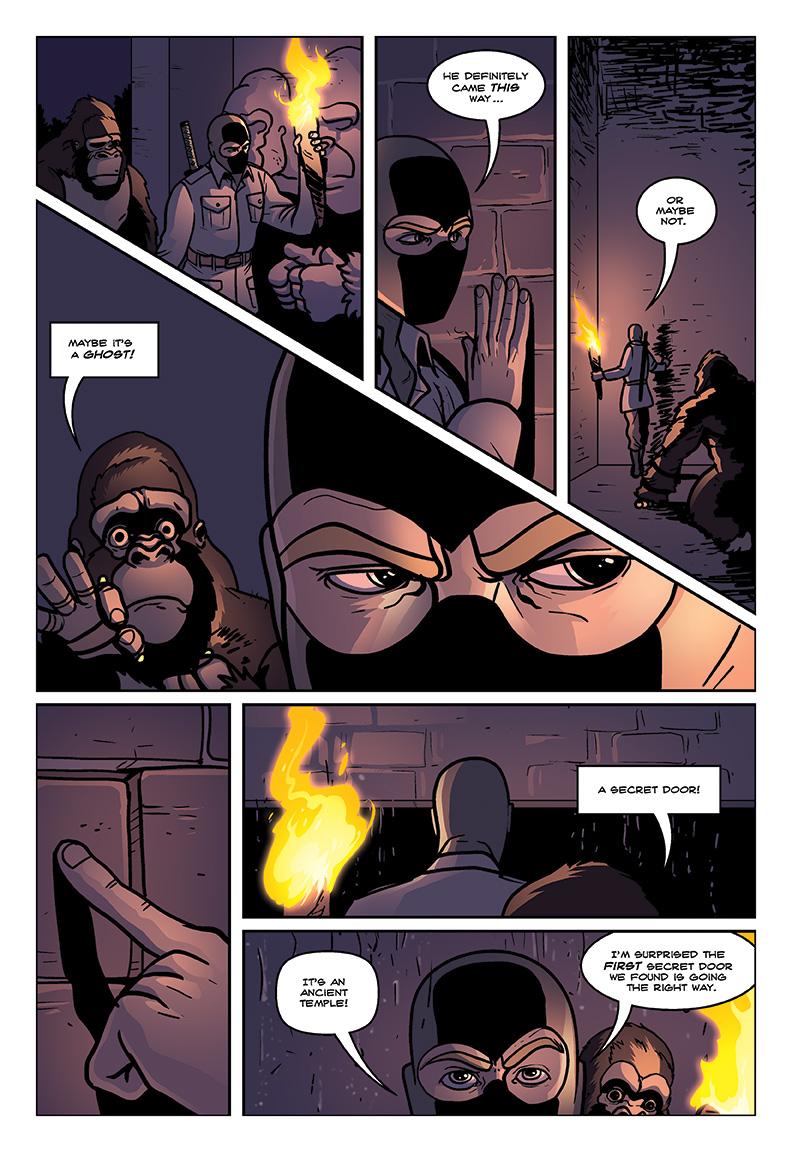 HE DEFINITELY
CAME THIS
WAY...
OR
MAYBE
NOT.
MAYBE IT'S
A GHOST!
A SECRET DOOR!
IT'S AN
ANCIENT
TEMPLE!
I'M SURPRISED THE
FIRST SECRET DOOR
WE FOUND IS GOING
THE RIGHT WAY.